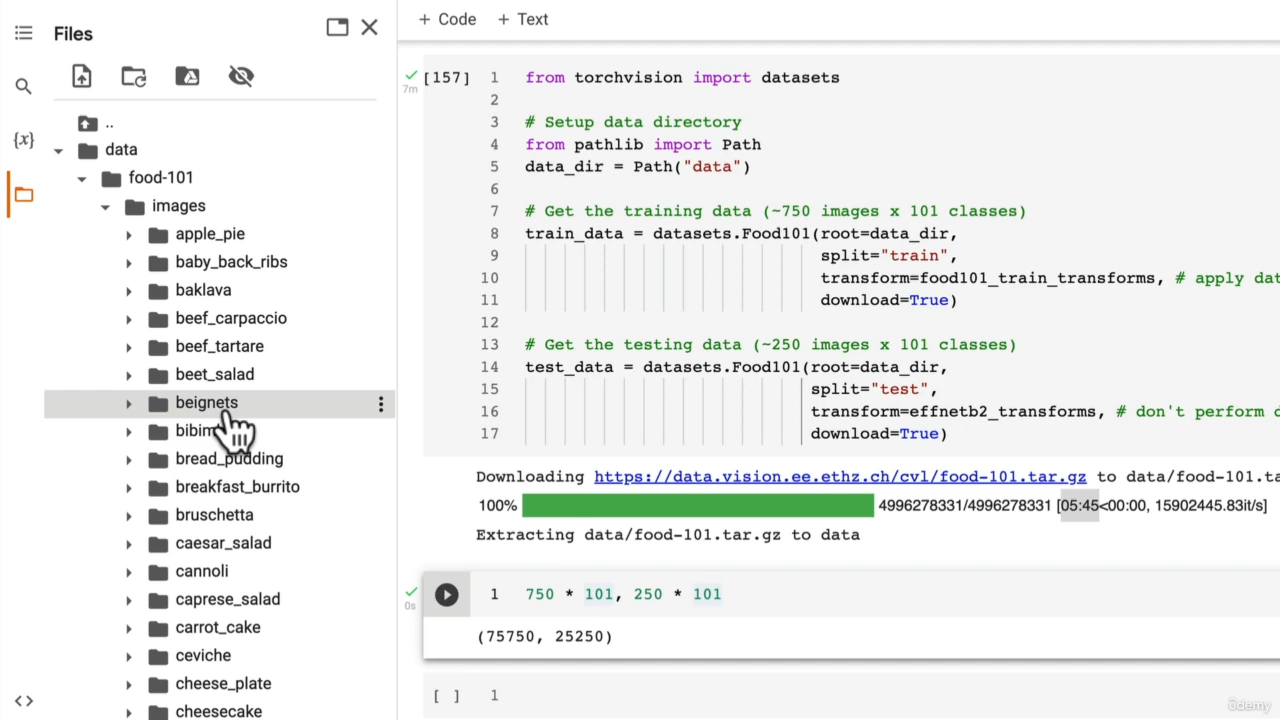 Files
..
data
food-101
images
apple_pie
baby_back_ribs
baklava
beef_carpaccio
beef_tartare
beet_salad
beignets
bread_pudding
breakfast_burrito
bruschetta
caesar_salad
cannoli
caprese_salad
carrot_cake
ceviche
cheese_plate
cheesecake
{x}
<>
+ Code + Text
7m
[157]
1 from torchvision import datasets
2
3 # Setup data directory
4 from pathlib import Path
5 data_dir = Path("data")
6
7 # Get the training data (~750 images x 101 classes)
8 train_data = datasets.Food101(root=data_dir,
9 split="train",
10 transform=food101_train_transforms, # apply dat
11 download=True)
12
13 # Get the testing data (~250 images x 101 classes)
14 test_data = datasets.Food101(root=data_dir,
15 split="test",
16 transform=effnetb2_transforms, # don't perform d
17 download=True)
Downloading https://data.vision.ee.ethz.ch/cvl/food-101.tar.gz to data/food-101.ta
100% 4996278331/4996278331 [05:45<00:00, 15902445.83it/s]
Extracting data/food-101.tar.gz to data
0s
1 750 * 101, 250 * 101
(75750, 25250)
[ ] 1
ûdemy